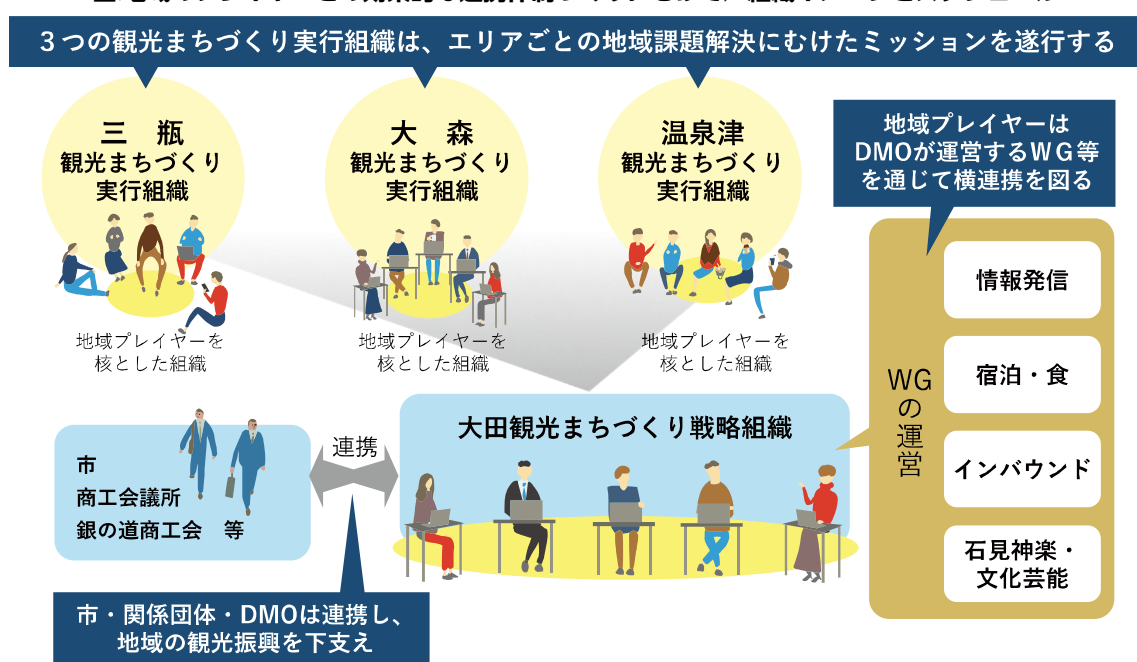 3つの観光まちづくり実行組織は、エリアごとの地域課題解決にむけたミッションを遂行する
三　瓶
観光まちづくり
実行組織
大　森
観光まちづくり
実行組織
温泉津
観光まちづくり
実行組織
地域プレイヤーを
核とした組織
地域プレイヤーを
核とした組織
地域プレイヤーを
核とした組織
地域プレイヤーは
DMOが運営するWG等
を通じて横連携を図る
WGの運営
情報発信
宿泊・食
インバウンド
石見神楽・
文化芸能
大田観光まちづくり戦略組織
連携
市
商工会議所
銀の道商工会　等
市・関係団体・DMOは連携し、
地域の観光振興を下支え